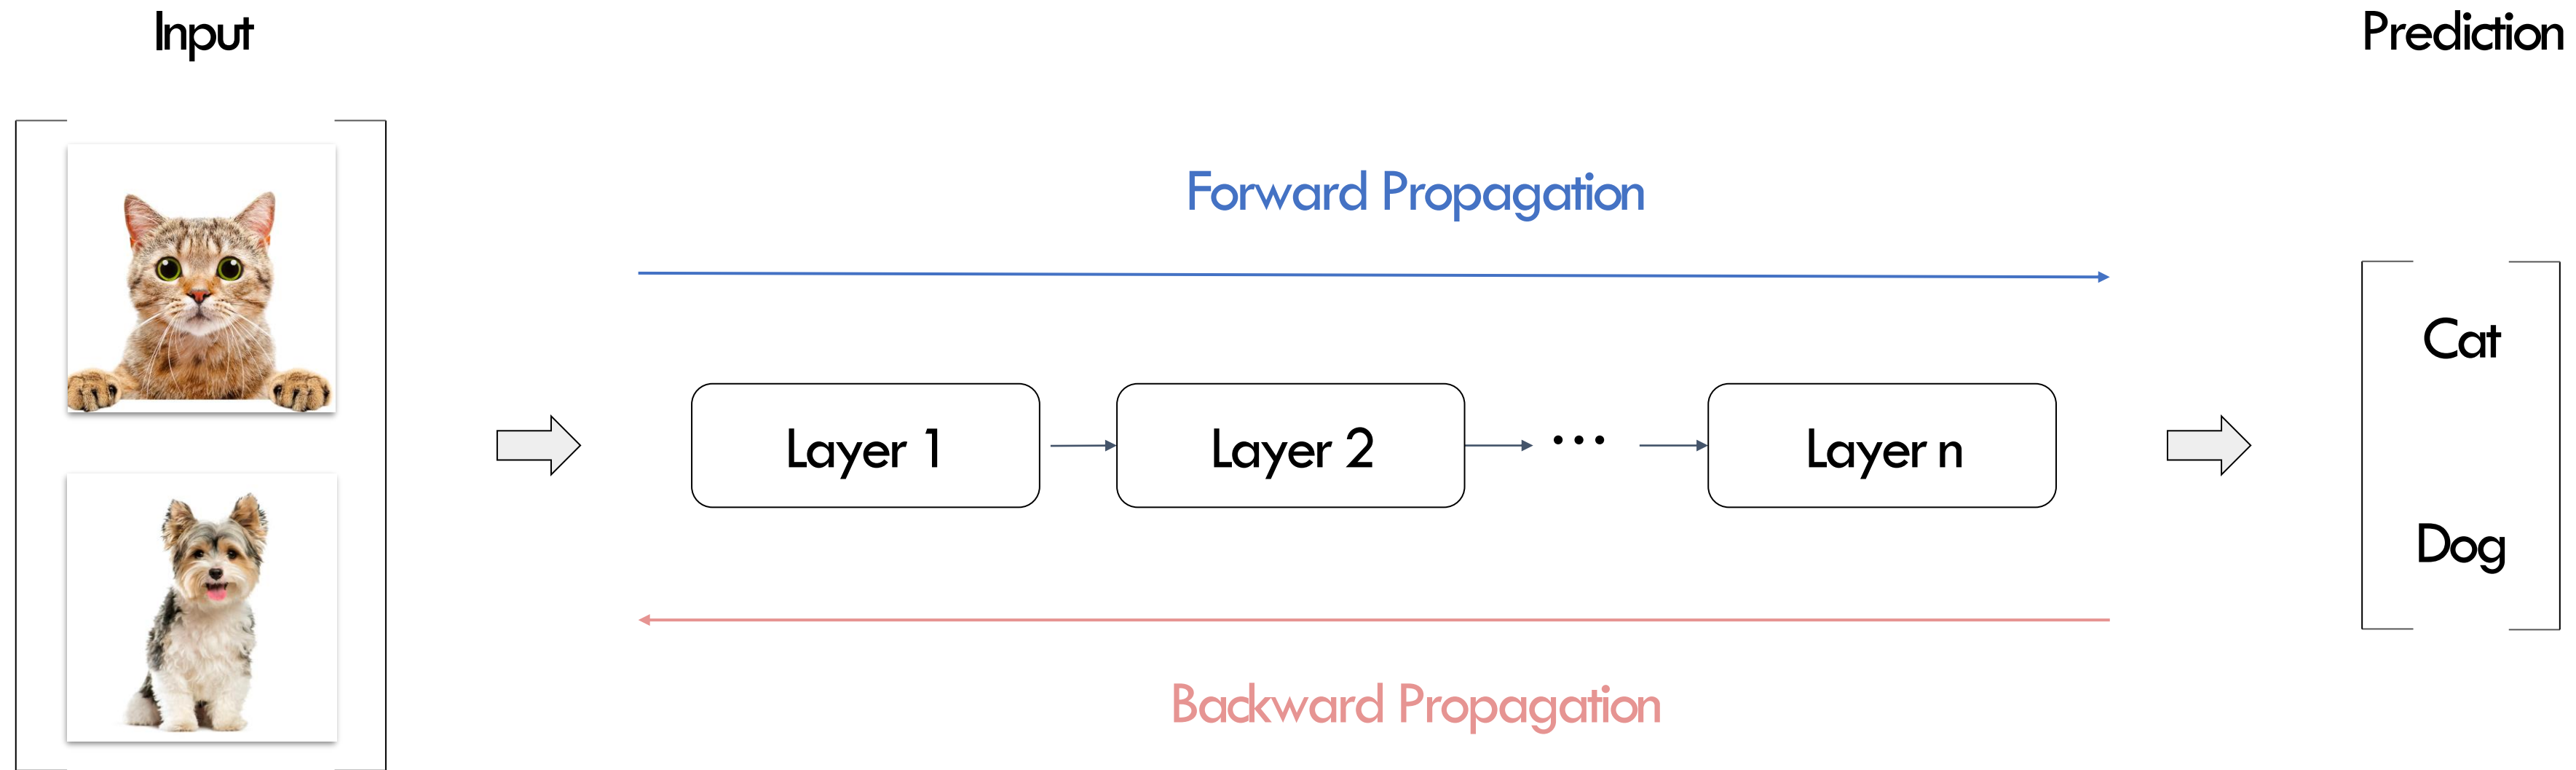 Input
Prediction
Forward Propagation
Cat
Layer 1
Layer 2
...
Layer n
Dog
Backward Propagation